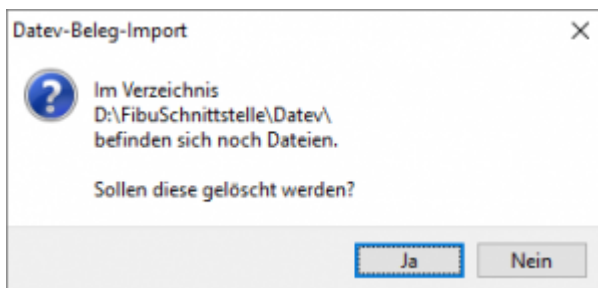 Datev-Beleg-Import
Im Verzeichnis
D:\FibuSchnittstelle\Datev\
befinden sich noch Dateien.
Sollen diese gelöscht werden?
Ja
Nein